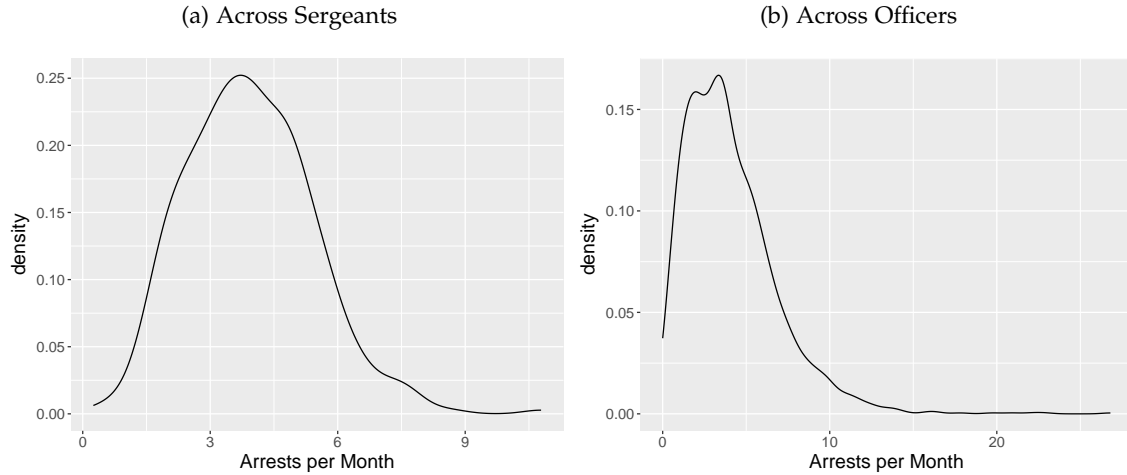 (a) Across Sergeants
0.25
0.20
0.15
0.10
0.05
0.00
density
0
3
6
9
Arrests per Month
(b) Across Officers
0.15
0.10
0.05
0.00
density
0
10
20
Arrests per Month